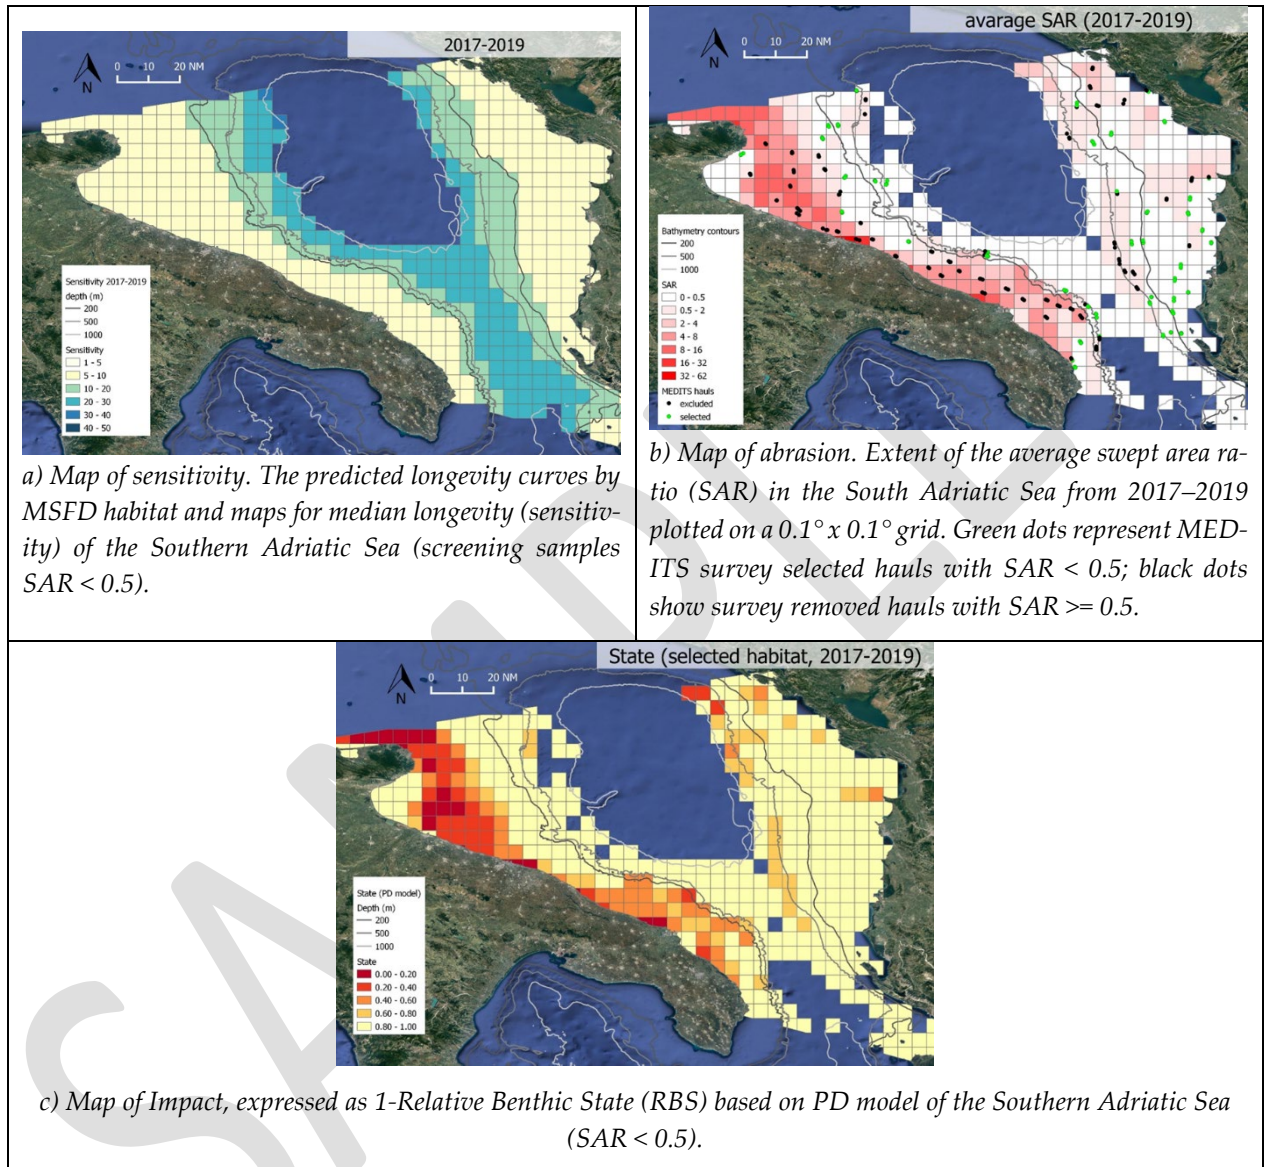 2017-2019
0 10 20 NM
N
Sensitivity 2017-2019
depth (m)
200
500
1000
Sensitivity
1 - 5
5 - 10
10 - 20
20 - 30
30 - 40
40 - 50
a) Map of sensitivity. The predicted longevity curves by
MSFD habitat and maps for median longevity (sensitiv-
ity) of the Southern Adriatic Sea (screening samples
SAR < 0.5).
avarage SAR (2017-2019)
0 10 20 NM
N
Bathymetry contours
200
500
1000
SAR
0 - 0.5
0.5 - 2
2 - 4
4 - 8
8 - 16
16 - 32
32 - 62
MEDITS hauls
excluded
selected
b) Map of abrasion. Extent of the average swept area ra-
tio (SAR) in the South Adriatic Sea from 2017–2019
plotted on a 0.1° x 0.1° grid. Green dots represent MED-
ITS survey selected hauls with SAR < 0.5; black dots
show survey removed hauls with SAR >= 0.5.
State (selected habitat, 2017-2019)
0 10 20 NM
N
State (PD model)
Depth (m)
200
500
1000
State
0.00 - 0.20
0.20 - 0.40
0.40 - 0.60
0.60 - 0.80
0.80 - 1.00
c) Map of Impact, expressed as 1-Relative Benthic State (RBS) based on PD model of the Southern Adriatic Sea
(SAR < 0.5).
SAMPLE